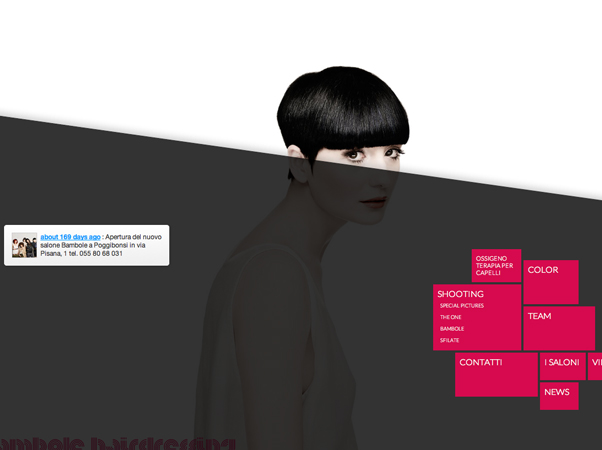 about 169 days ago : Apertura del nuovo
salone Bambole a Poggibonsi in via
Pisana, 1 tel. 055 80 68 031
OSSIGENO
TERAPIA PER
CAPELLI
COLOR
SHOOTING
SPECIAL PICTURES
THE ONE
BAMBOLE
SFILATE
TEAM
CONTATTI
I SALONI
NEWS